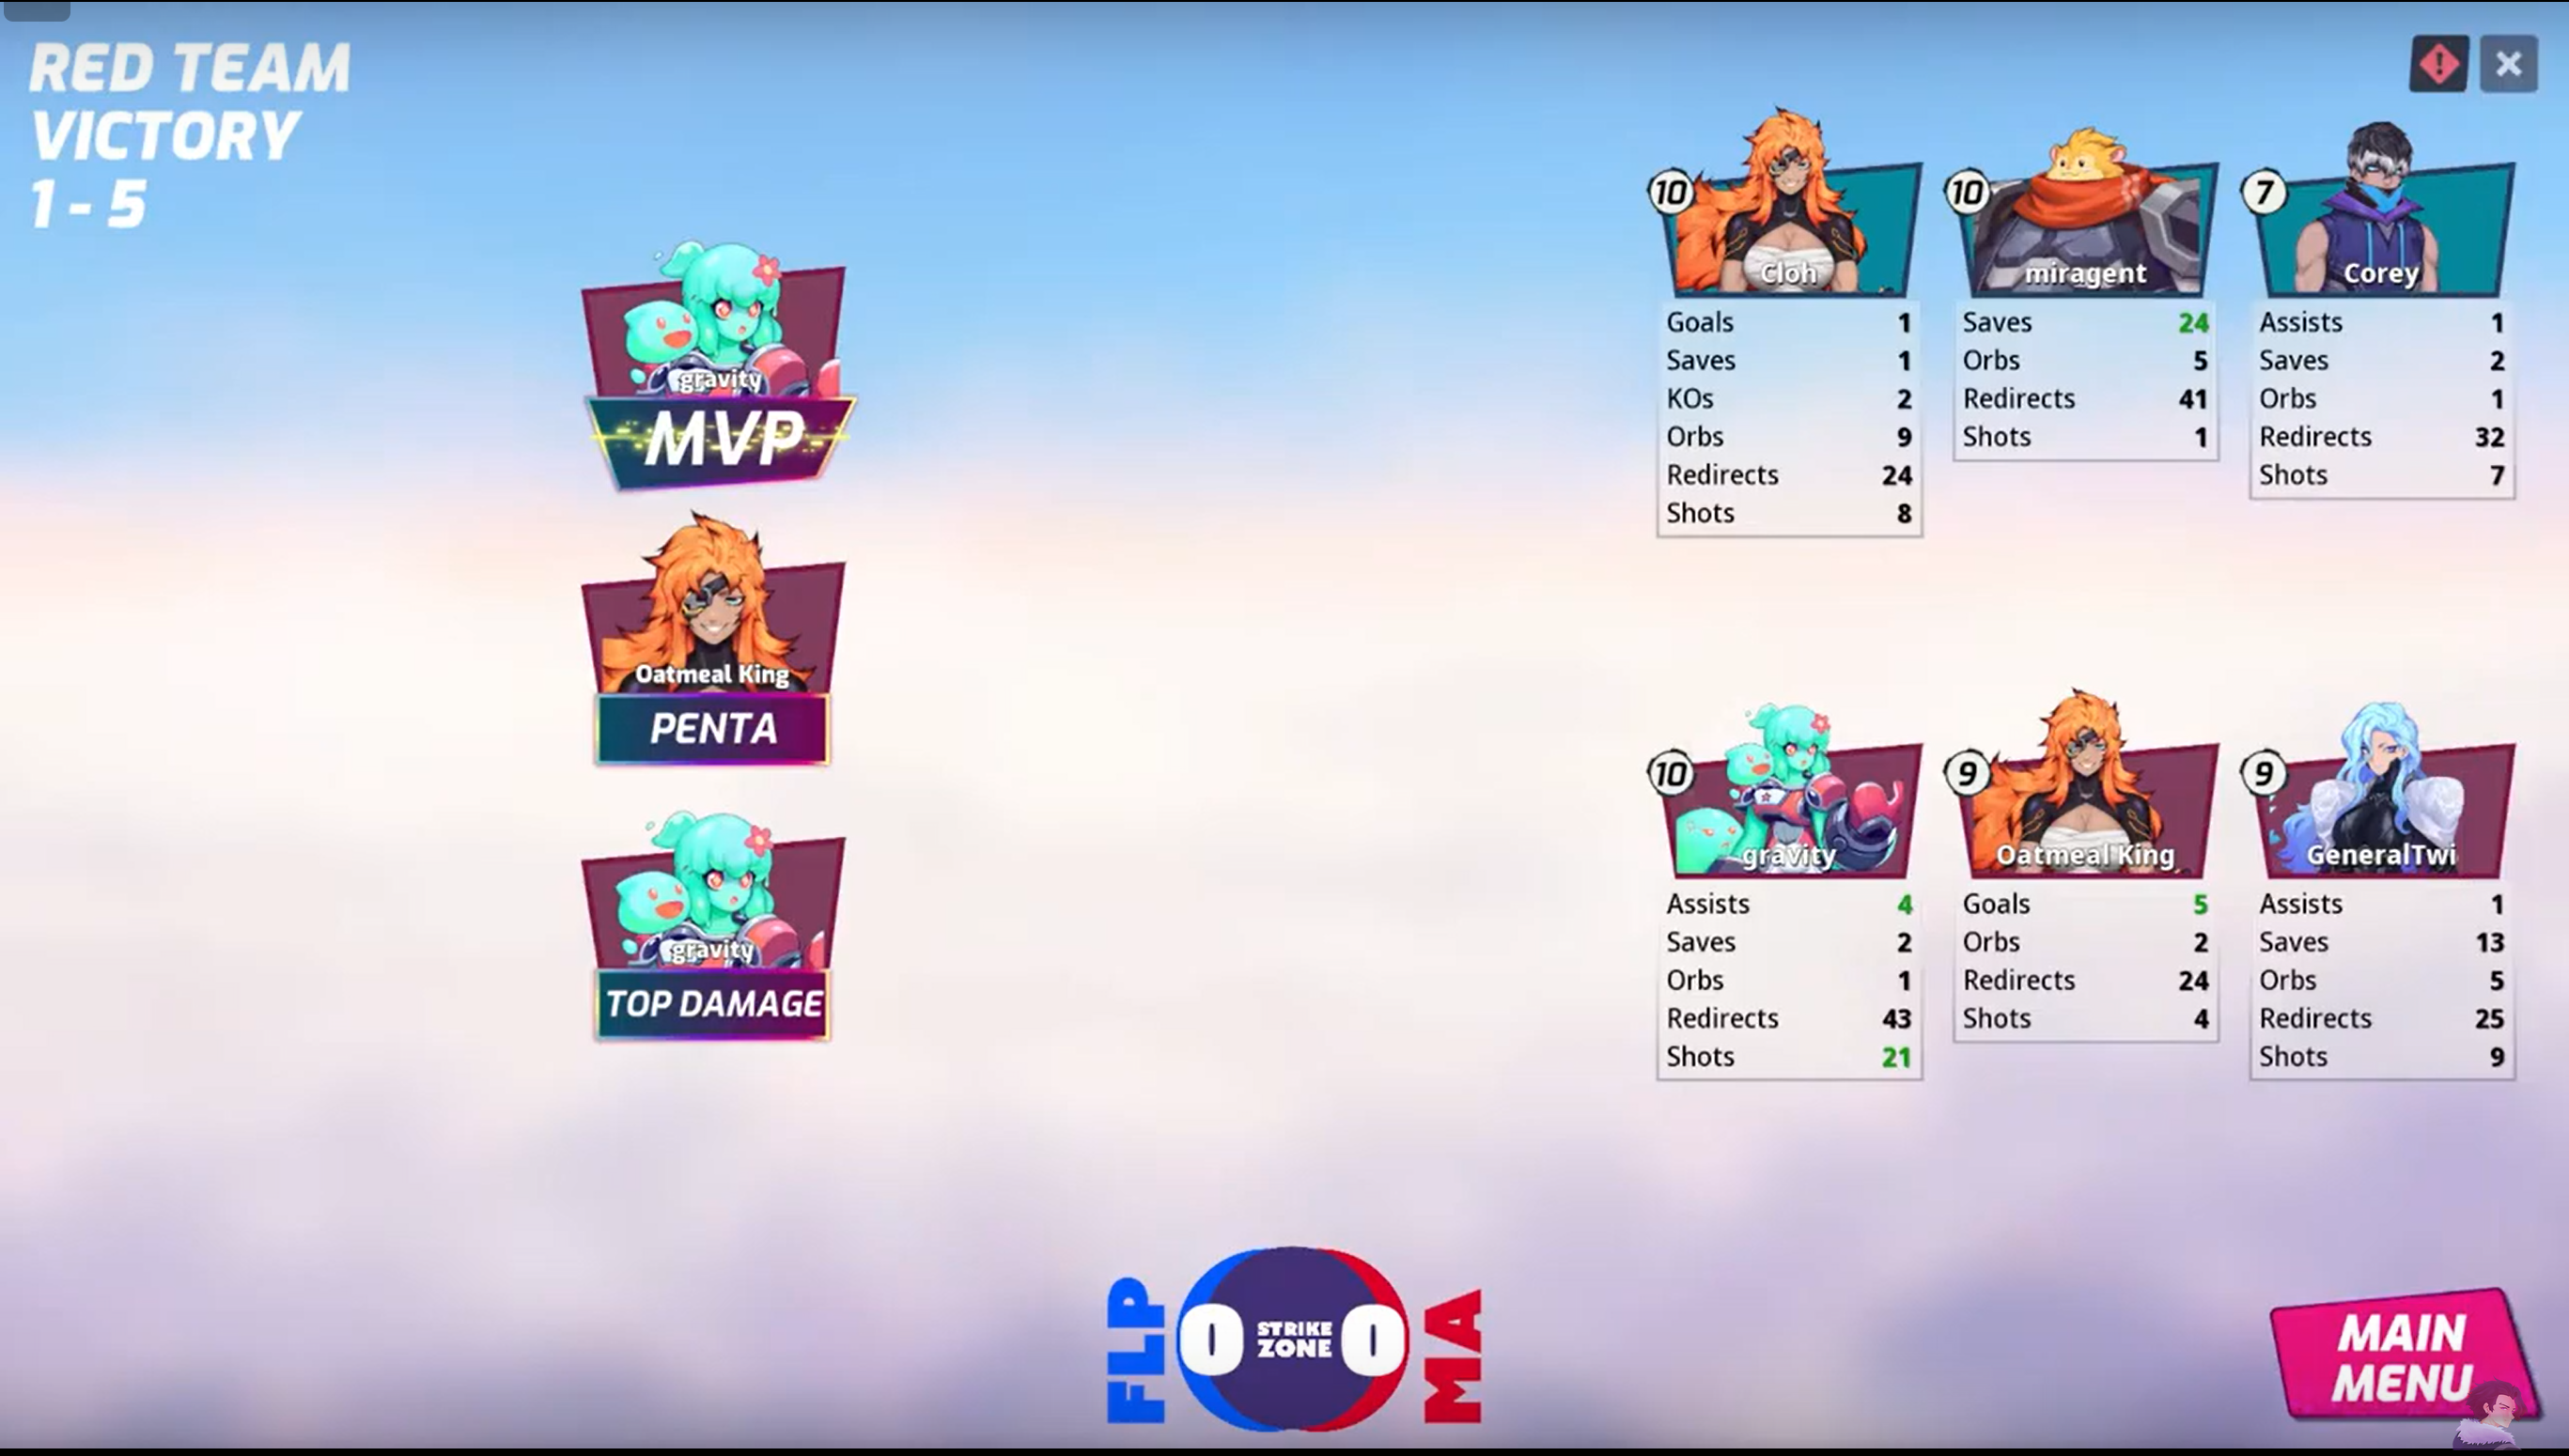 RED TEAM
VICTORY
1 - 5
gravity
MVP
Oatmeal King
PENTA
gravity
TOP DAMAGE
10
Cloh
Goals 1
Saves 1
KOs 2
Orbs 9
Redirects 24
Shots 8
10
miragent
Saves 24
Orbs 5
Redirects 41
Shots 1
7
Corey
Assists 1
Saves 2
Orbs 1
Redirects 32
Shots 7
10
gravity
Assists 4
Saves 2
Orbs 1
Redirects 43
Shots 21
9
Oatmeal King
Goals 5
Orbs 2
Redirects 24
Shots 4
9
GeneralTwi
Assists 1
Saves 13
Orbs 5
Redirects 25
Shots 9
FLP
0
STRIKE
ZONE
0
MA
MAIN
MENU